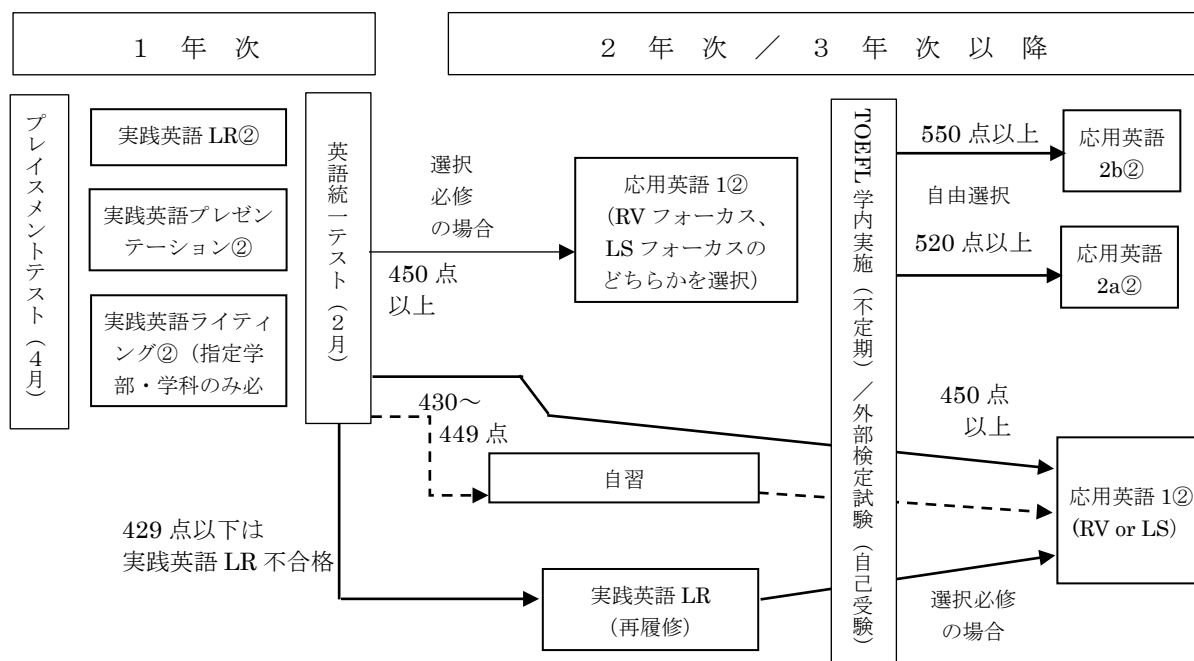 １ 年 次
２ 年 次 ／ ３ 年 次 以 降
プレイスメントテスト（４月）
実践英語 LR②
実践英語プレゼン
テーション②
実践英語ライティ
ング②（指定学
部・学科のみ必
英語統一テスト（２月）
選択
必修
の場合
450 点
以上
応用英語 1②
（RV フォーカス、
LS フォーカスの
どちらかを選択）
TOEFL 学内実施（不定期）／外部検定試験（自己受験）
550 点以上
自由選択
520 点以上
応用英語
2b②
応用英語
2a②
430～
449 点
自習
450 点
以上
応用英語 1②
(RV or LS)
429 点以下は
実践英語 LR 不合格
実践英語 LR
（再履修）
選択必修
の場合